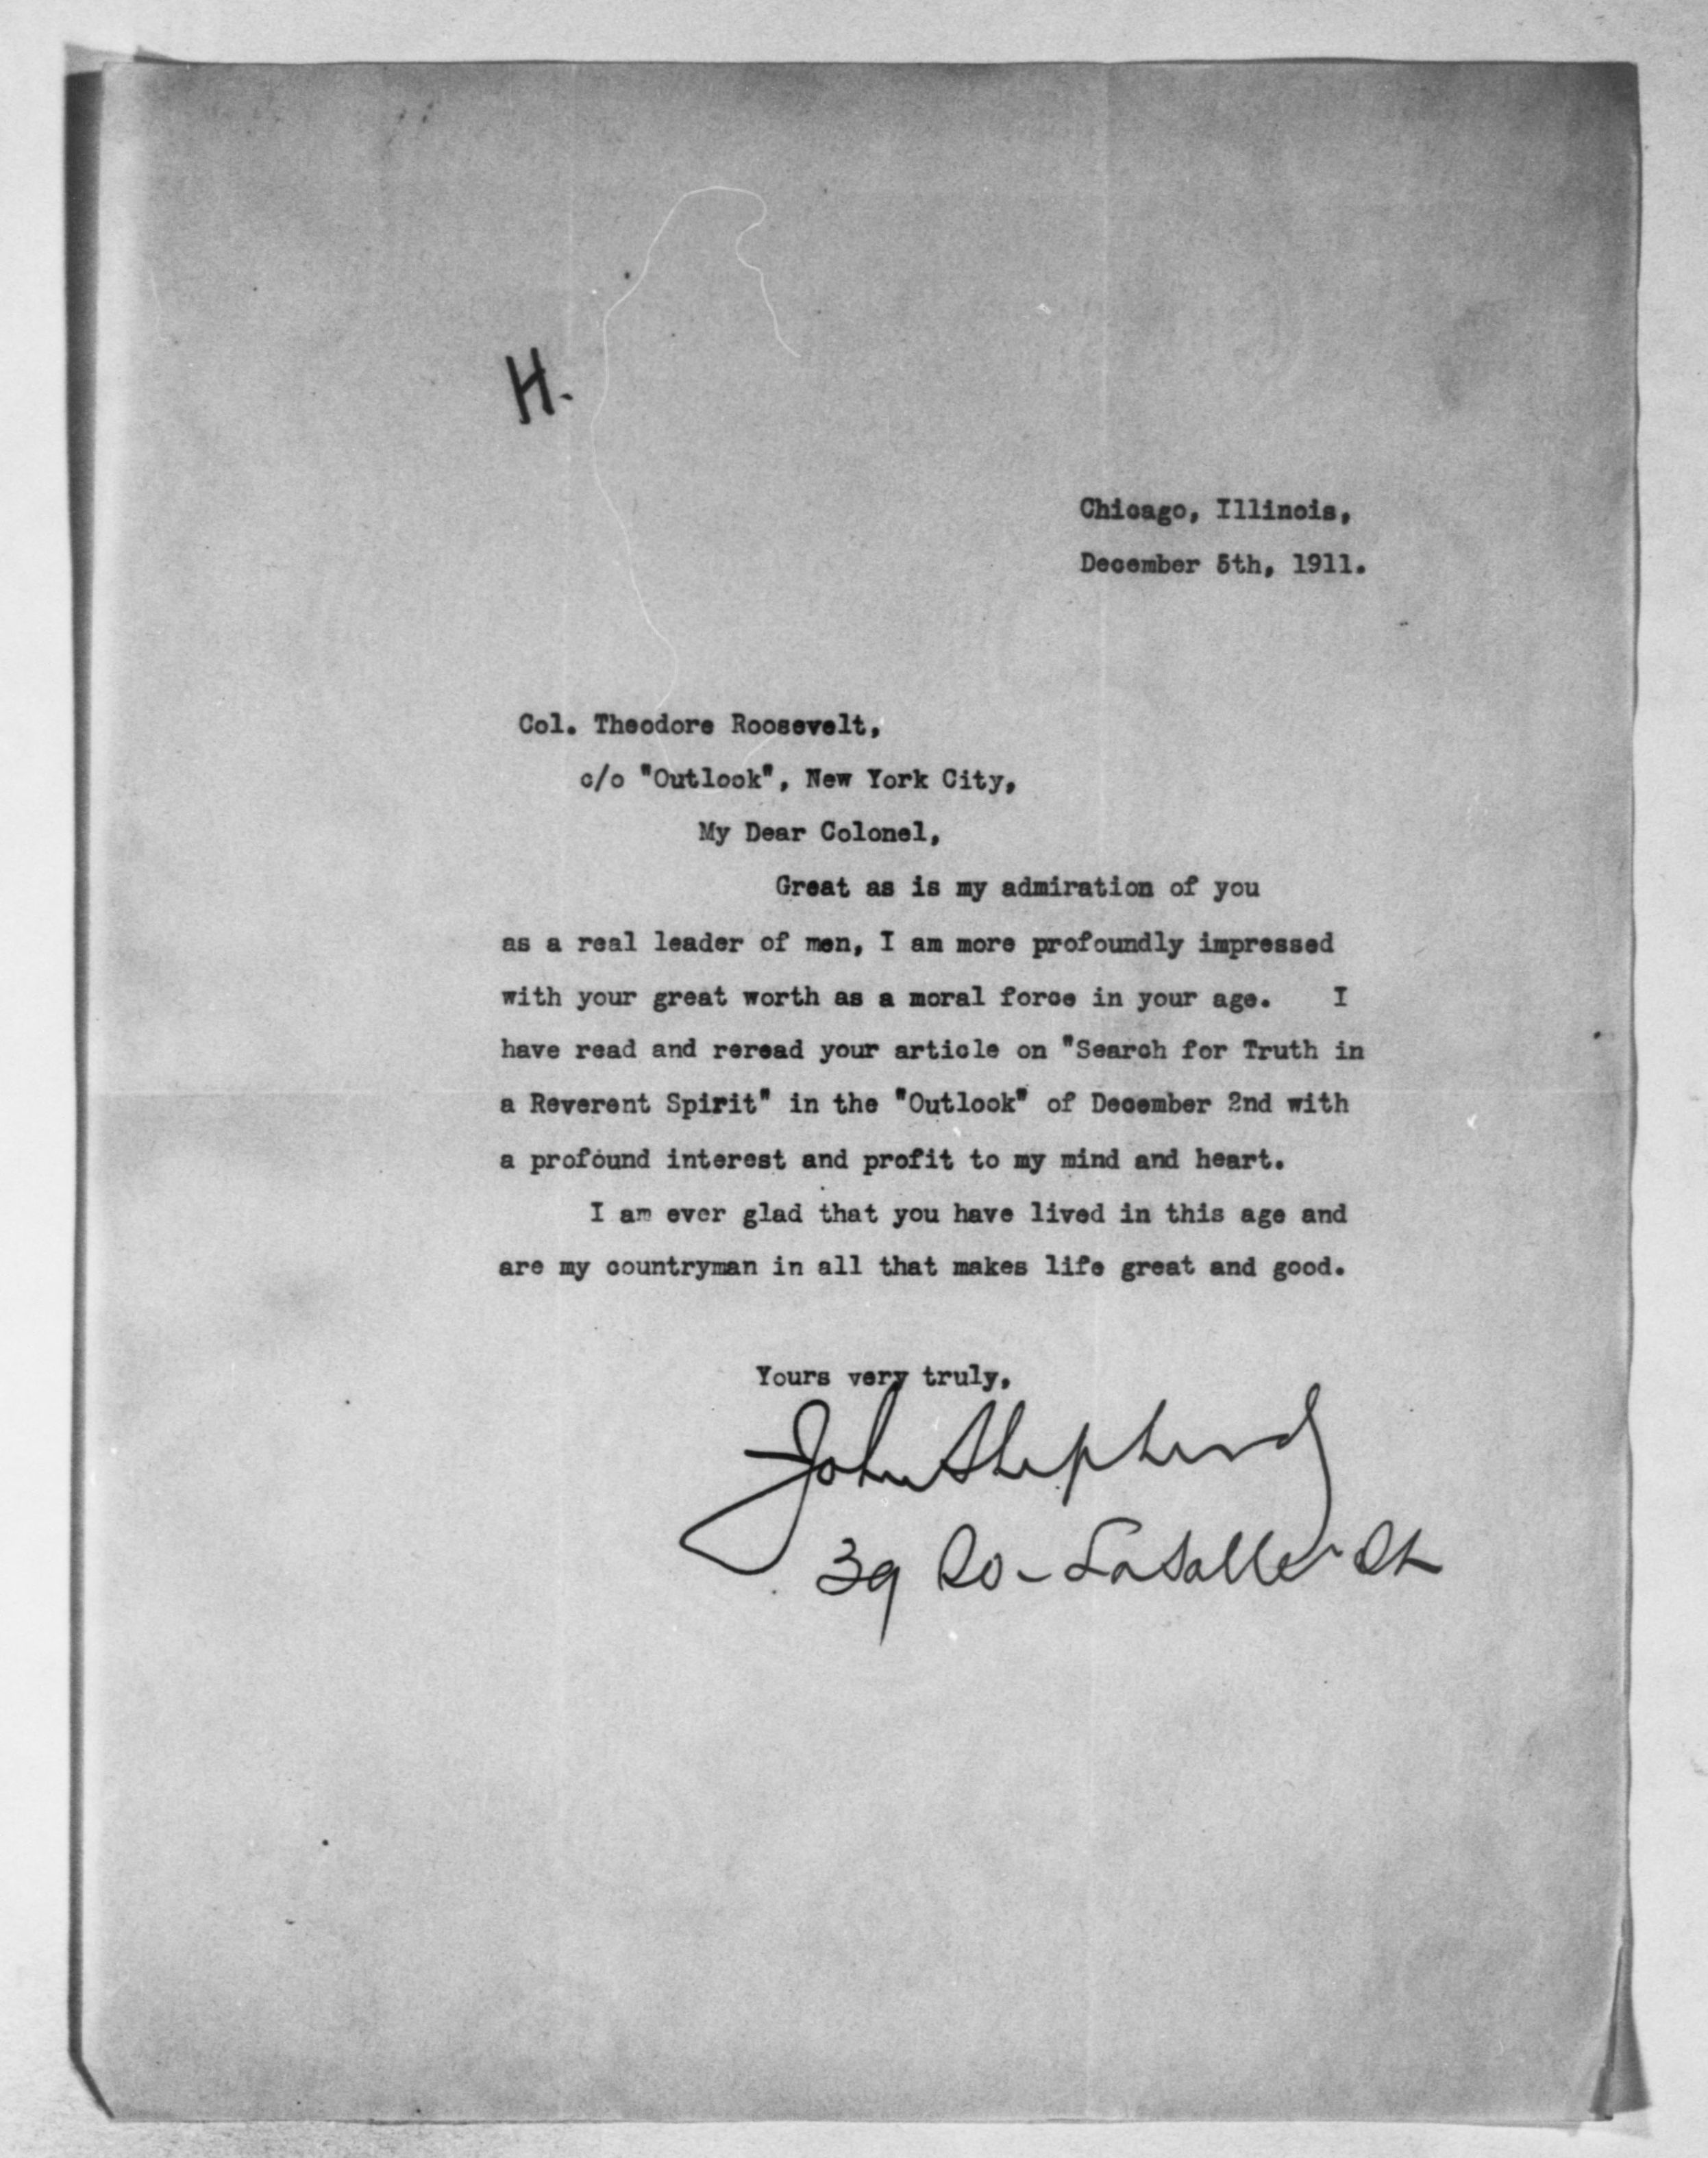 H.
Chicago, Illinois,
December 5th, 1911.
Col. Theodore Roosevelt,
c/o "Outlook", New York City,
My Dear Colonel,
Great as is my admiration of you
as a real leader of men, I am more profoundly impressed
with your great worth as a moral force in your age. I
have read and reread your article on "Search for Truth in
a Reverent Spirit" in the "Outlook" of December 2nd with
a profound interest and profit to my mind and heart.
I am ever glad that you have lived in this age and
are my countryman in all that makes life great and good.
Yours very truly,
John Shepherd
39 So - LaSalle St